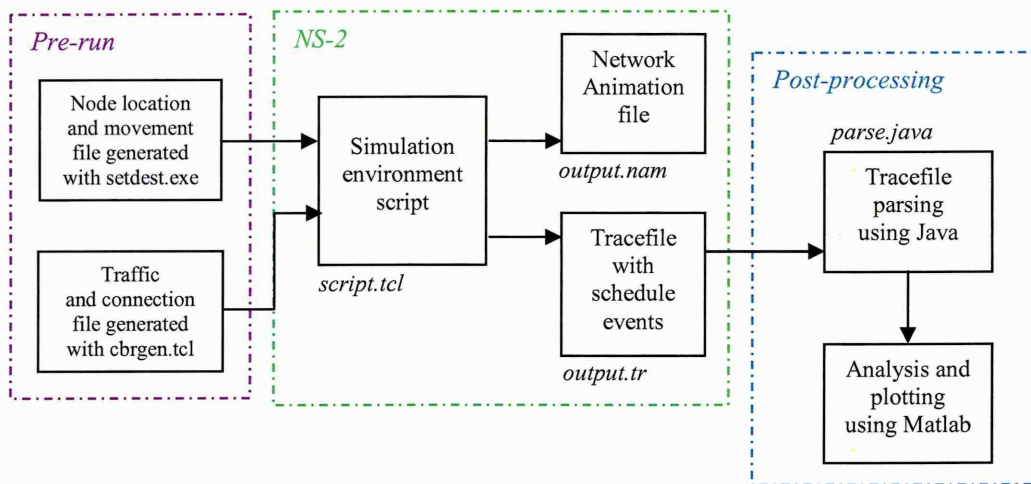 Pre-run
Node location
and movement
file generated
with setdest.exe
Traffic
and connection
file generated
with cbrgen.tcl
NS-2
Simulation
environment
script
script.tcl
Network
Animation
file
output.nam
Tracefile
with
schedule
events
output.tr
Post-processing
parse.java
Tracefile
parsing
using Java
Analysis and
plotting
using Matlab